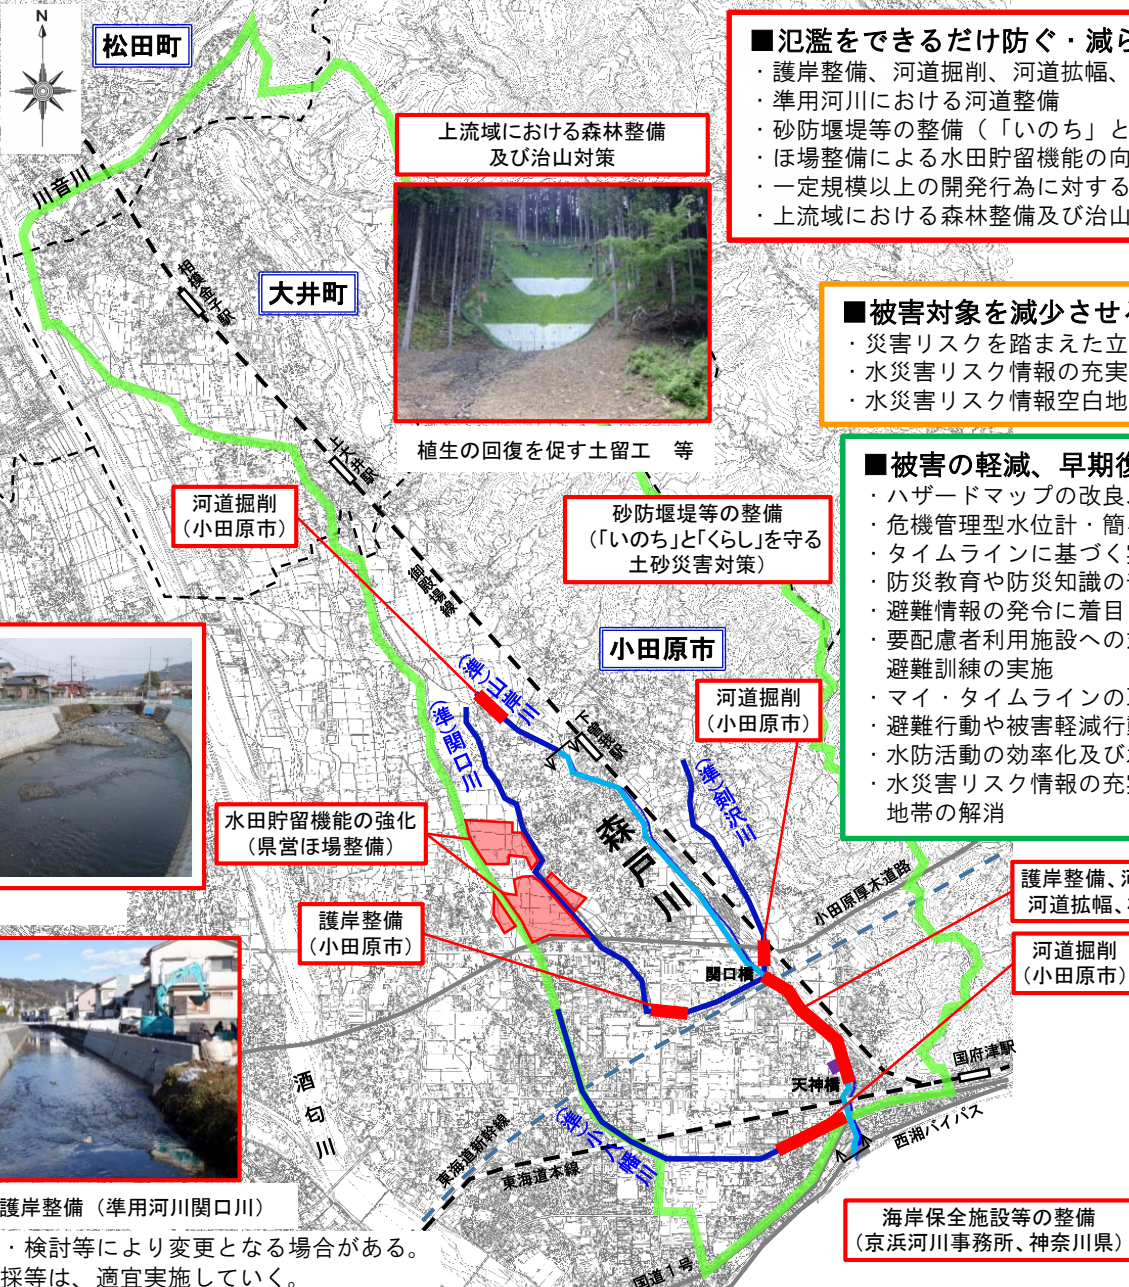 N
松田町
川音川
相模金子駅
大井町
上流域における森林整備
及び治山対策
植生の回復を促す土留工　等
上大井駅
河道掘削
（小田原市）
御殿場線
砂防堰堤等の整備
（「いのち」と「くらし」を守る
土砂災害対策）
小田原市
(準)山岸川
(準)関口川
下曽我駅
河道掘削
（小田原市）
(準)剣沢川
森戸川
水田貯留機能の強化
（県営ほ場整備）
護岸整備
（小田原市）
小田原厚木道路
関口橋
護岸整備、河
河道拡幅、
河道掘削
（小田原市）
国府津駅
天神橋
西湘バイパス
酒匂川
東海道新幹線
東海道本線
(準)小八幡川
国道1号
海岸保全施設等の整備
（京浜河川事務所、神奈川県）
護岸整備（準用河川関口川）
・検討等により変更となる場合がある。
採等は、適宜実施していく。
■氾濫をできるだけ防ぐ・減ら
・護岸整備、河道掘削、河道拡幅、
・準用河川における河道整備
・砂防堰堤等の整備（「いのち」と
・ほ場整備による水田貯留機能の向
・一定規模以上の開発行為に対する
・上流域における森林整備及び治山
■被害対象を減少させる
・災害リスクを踏まえた立
・水災害リスク情報の充実
・水災害リスク情報空白地
■被害の軽減、早期復
・ハザードマップの改良、
・危機管理型水位計・簡
・タイムラインに基づく
・防災教育や防災知識の
・避難情報の発令に着目
・要配慮者利用施設への
避難訓練の実施
・マイ・タイムラインの
・避難行動や被害軽減行動
・水防活動の効率化及び
・水災害リスク情報の充実
地帯の解消